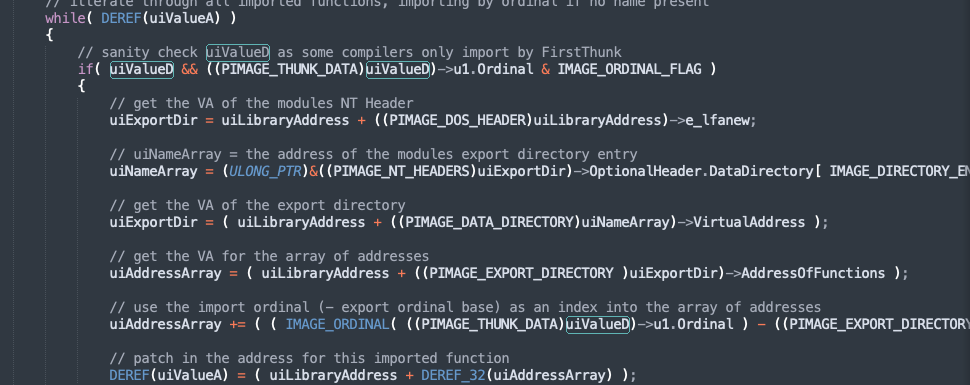 // itterate through all imported functions, importing by ordinal if no name present
while( DEREF(uiValueA) )
{
// sanity check uiValueD as some compilers only import by FirstThunk
if( uiValueD && ((PIMAGE_THUNK_DATA)uiValueD)->u1.Ordinal & IMAGE_ORDINAL_FLAG )
{
// get the VA of the modules NT Header
uiExportDir = uiLibraryAddress + ((PIMAGE_DOS_HEADER)uiLibraryAddress)->e_lfanew;
// uiNameArray = the address of the modules export directory entry
uiNameArray = (ULONG_PTR)&((PIMAGE_NT_HEADERS)uiExportDir)->OptionalHeader.DataDirectory[ IMAGE_DIRECTORY_EN
// get the VA of the export directory
uiExportDir = ( uiLibraryAddress + ((PIMAGE_DATA_DIRECTORY)uiNameArray)->VirtualAddress );
// get the VA for the array of addresses
uiAddressArray = ( uiLibraryAddress + ((PIMAGE_EXPORT_DIRECTORY )uiExportDir)->AddressOfFunctions );
// use the import ordinal (- export ordinal base) as an index into the array of addresses
uiAddressArray += ( ( IMAGE_ORDINAL( ((PIMAGE_THUNK_DATA)uiValueD)->u1.Ordinal ) - ((PIMAGE_EXPORT_DIRECTORY
// patch in the address for this imported function
DEREF(uiValueA) = ( uiLibraryAddress + DEREF_32(uiAddressArray) );